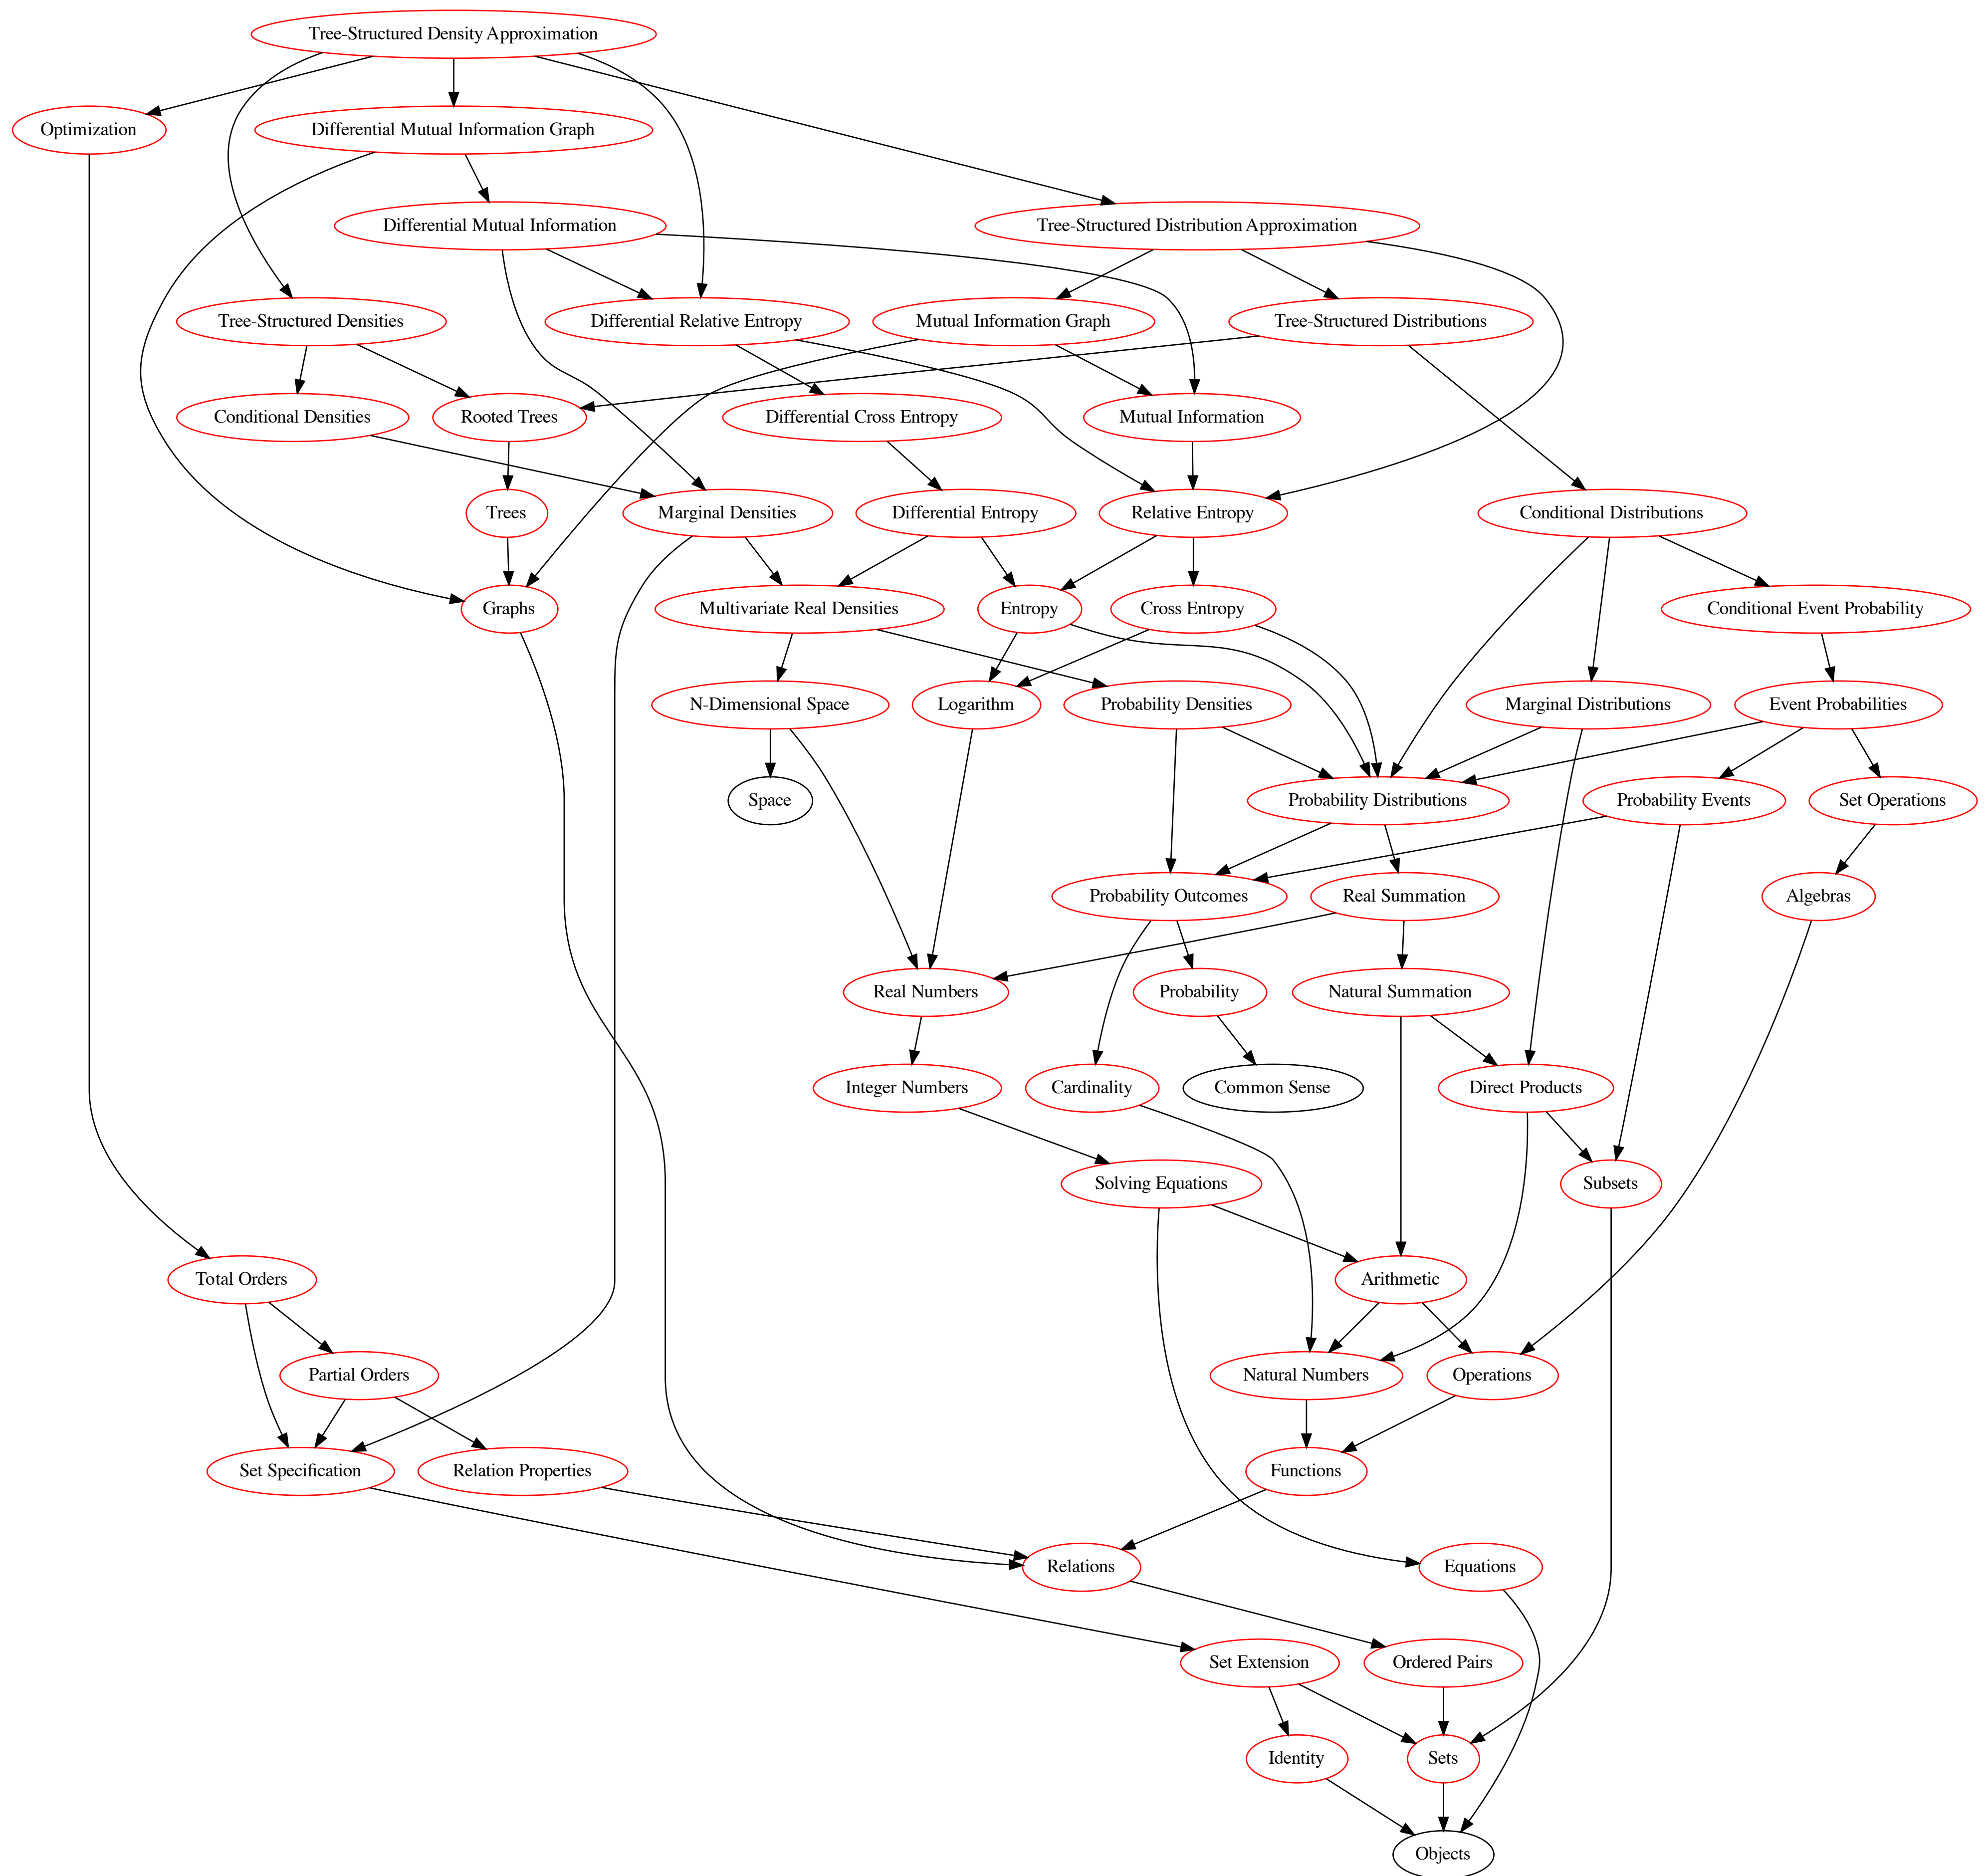 Tree-Structured Density Approximation
Optimization
Differential Mutual Information Graph
Differential Mutual Information
Tree-Structured Distribution Approximation
Tree-Structured Densities
Differential Relative Entropy
Mutual Information Graph
Tree-Structured Distributions
Conditional Densities
Rooted Trees
Differential Cross Entropy
Mutual Information
Trees
Marginal Densities
Differential Entropy
Relative Entropy
Conditional Distributions
Graphs
Multivariate Real Densities
Entropy
Cross Entropy
Conditional Event Probability
N-Dimensional Space
Logarithm
Probability Densities
Marginal Distributions
Event Probabilities
Space
Probability Distributions
Probability Events
Set Operations
Probability Outcomes
Real Summation
Algebras
Real Numbers
Probability
Natural Summation
Integer Numbers
Cardinality
Common Sense
Direct Products
Solving Equations
Subsets
Total Orders
Arithmetic
Partial Orders
Natural Numbers
Operations
Set Specification
Relation Properties
Functions
Relations
Equations
Set Extension
Ordered Pairs
Identity
Sets
Objects